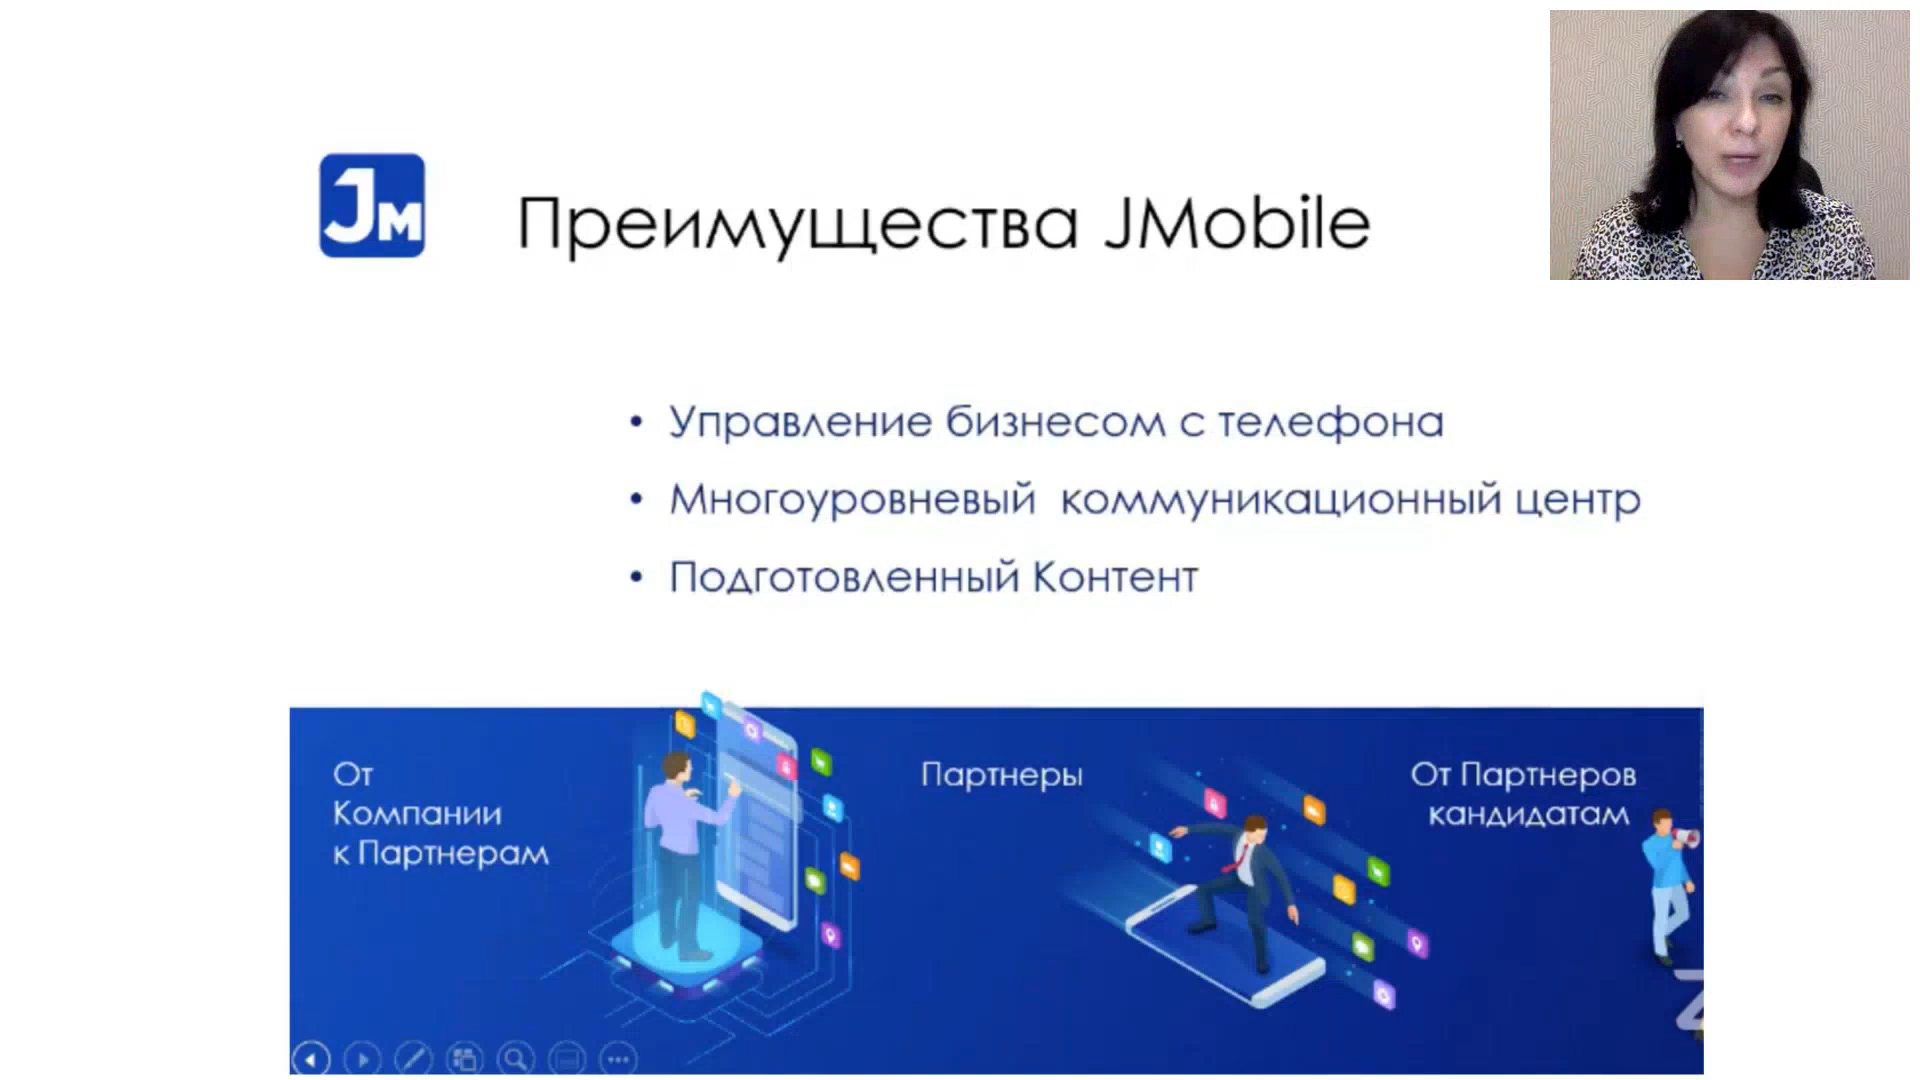 JM
Преимущества JMobile
• Управление бизнесом с телефона
• Многоуровневый коммуникационный центр
• Подготовленный Контент
От
Компании
к Партнерам
Партнеры
От Партнеров
кандидатам